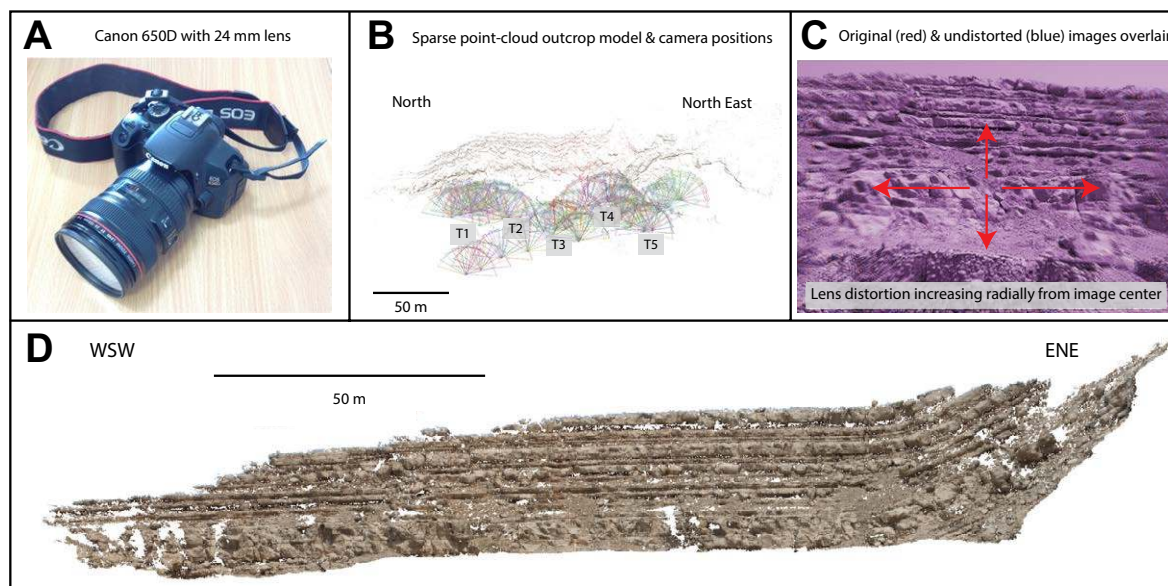 A
Canon 650D with 24 mm lens
EOS
Canon
B
Sparse point-cloud outcrop model & camera positions
North
North East
T1
T2
T3
T4
T5
50 m
C
Original (red) & undistorted (blue) images overlain
Lens distortion increasing radially from image center
D
WSW
ENE
50 m